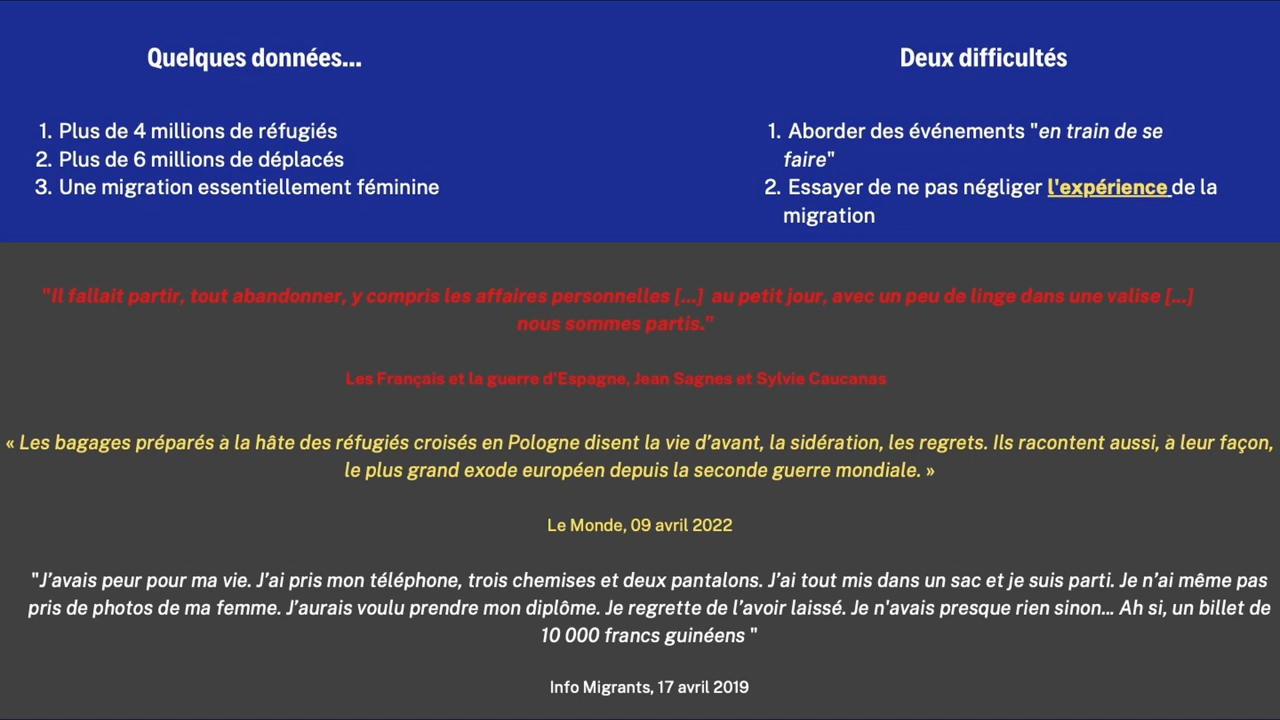 Quelques données...
1. Plus de 4 millions de réfugiés
2. Plus de 6 millions de déplacés
3. Une migration essentiellement féminine
Deux difficultés
1. Aborder des événements "en train de se
faire"
2. Essayer de ne pas négliger l'expérience de la
migration
"Il fallait partir, tout abandonner, y compris les affaires personnelles [...] au petit jour, avec un peu de linge dans une valise [...]
nous sommes partis."
Les Français et la guerre d'Espagne, Jean Sagnes et Sylvie Caucanas
« Les bagages préparés à la hâte des réfugiés croisés en Pologne disent la vie d’avant, la sidération, les regrets. Ils racontent aussi, à leur façon,
le plus grand exode européen depuis la seconde guerre mondiale. »
Le Monde, 09 avril 2022
"J’avais peur pour ma vie. J’ai pris mon téléphone, trois chemises et deux pantalons. J’ai tout mis dans un sac et je suis parti. Je n’ai même pas
pris de photos de ma femme. J’aurais voulu prendre mon diplôme. Je regrette de l’avoir laissé. Je n'avais presque rien sinon... Ah si, un billet de
10 000 francs guinéens "
Info Migrants, 17 avril 2019